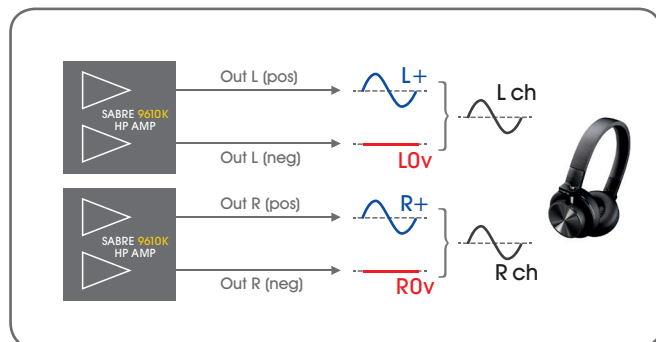 Out L (pos)
L+
SABRE 9610K
HP AMP
L ch
Out L (neg)
L0v
Out R (pos)
R+
SABRE 9610K
HP AMP
R ch
Out R (neg)
R0v